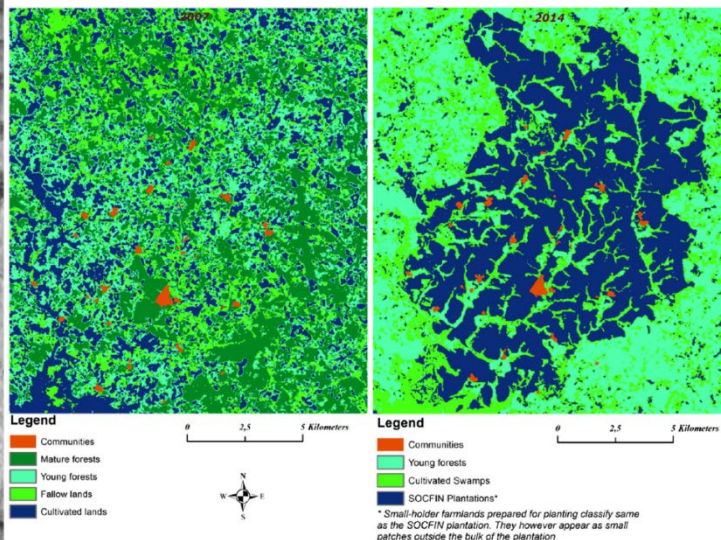 2007
Legend
Communities
Mature forests
Young forests
Fallow lands
Cultivated lands
0 2,5 5 Kilometers
N
W E
S
2014
Legend
Communities
Young forests
Cultivated Swamps
SOCFIN Plantations*
0 2,5 5 Kilometers
* Small-holder farmlands prepared for planting classify same
as the SOCFIN plantation. They however appear as small
patches outside the bulk of the plantation